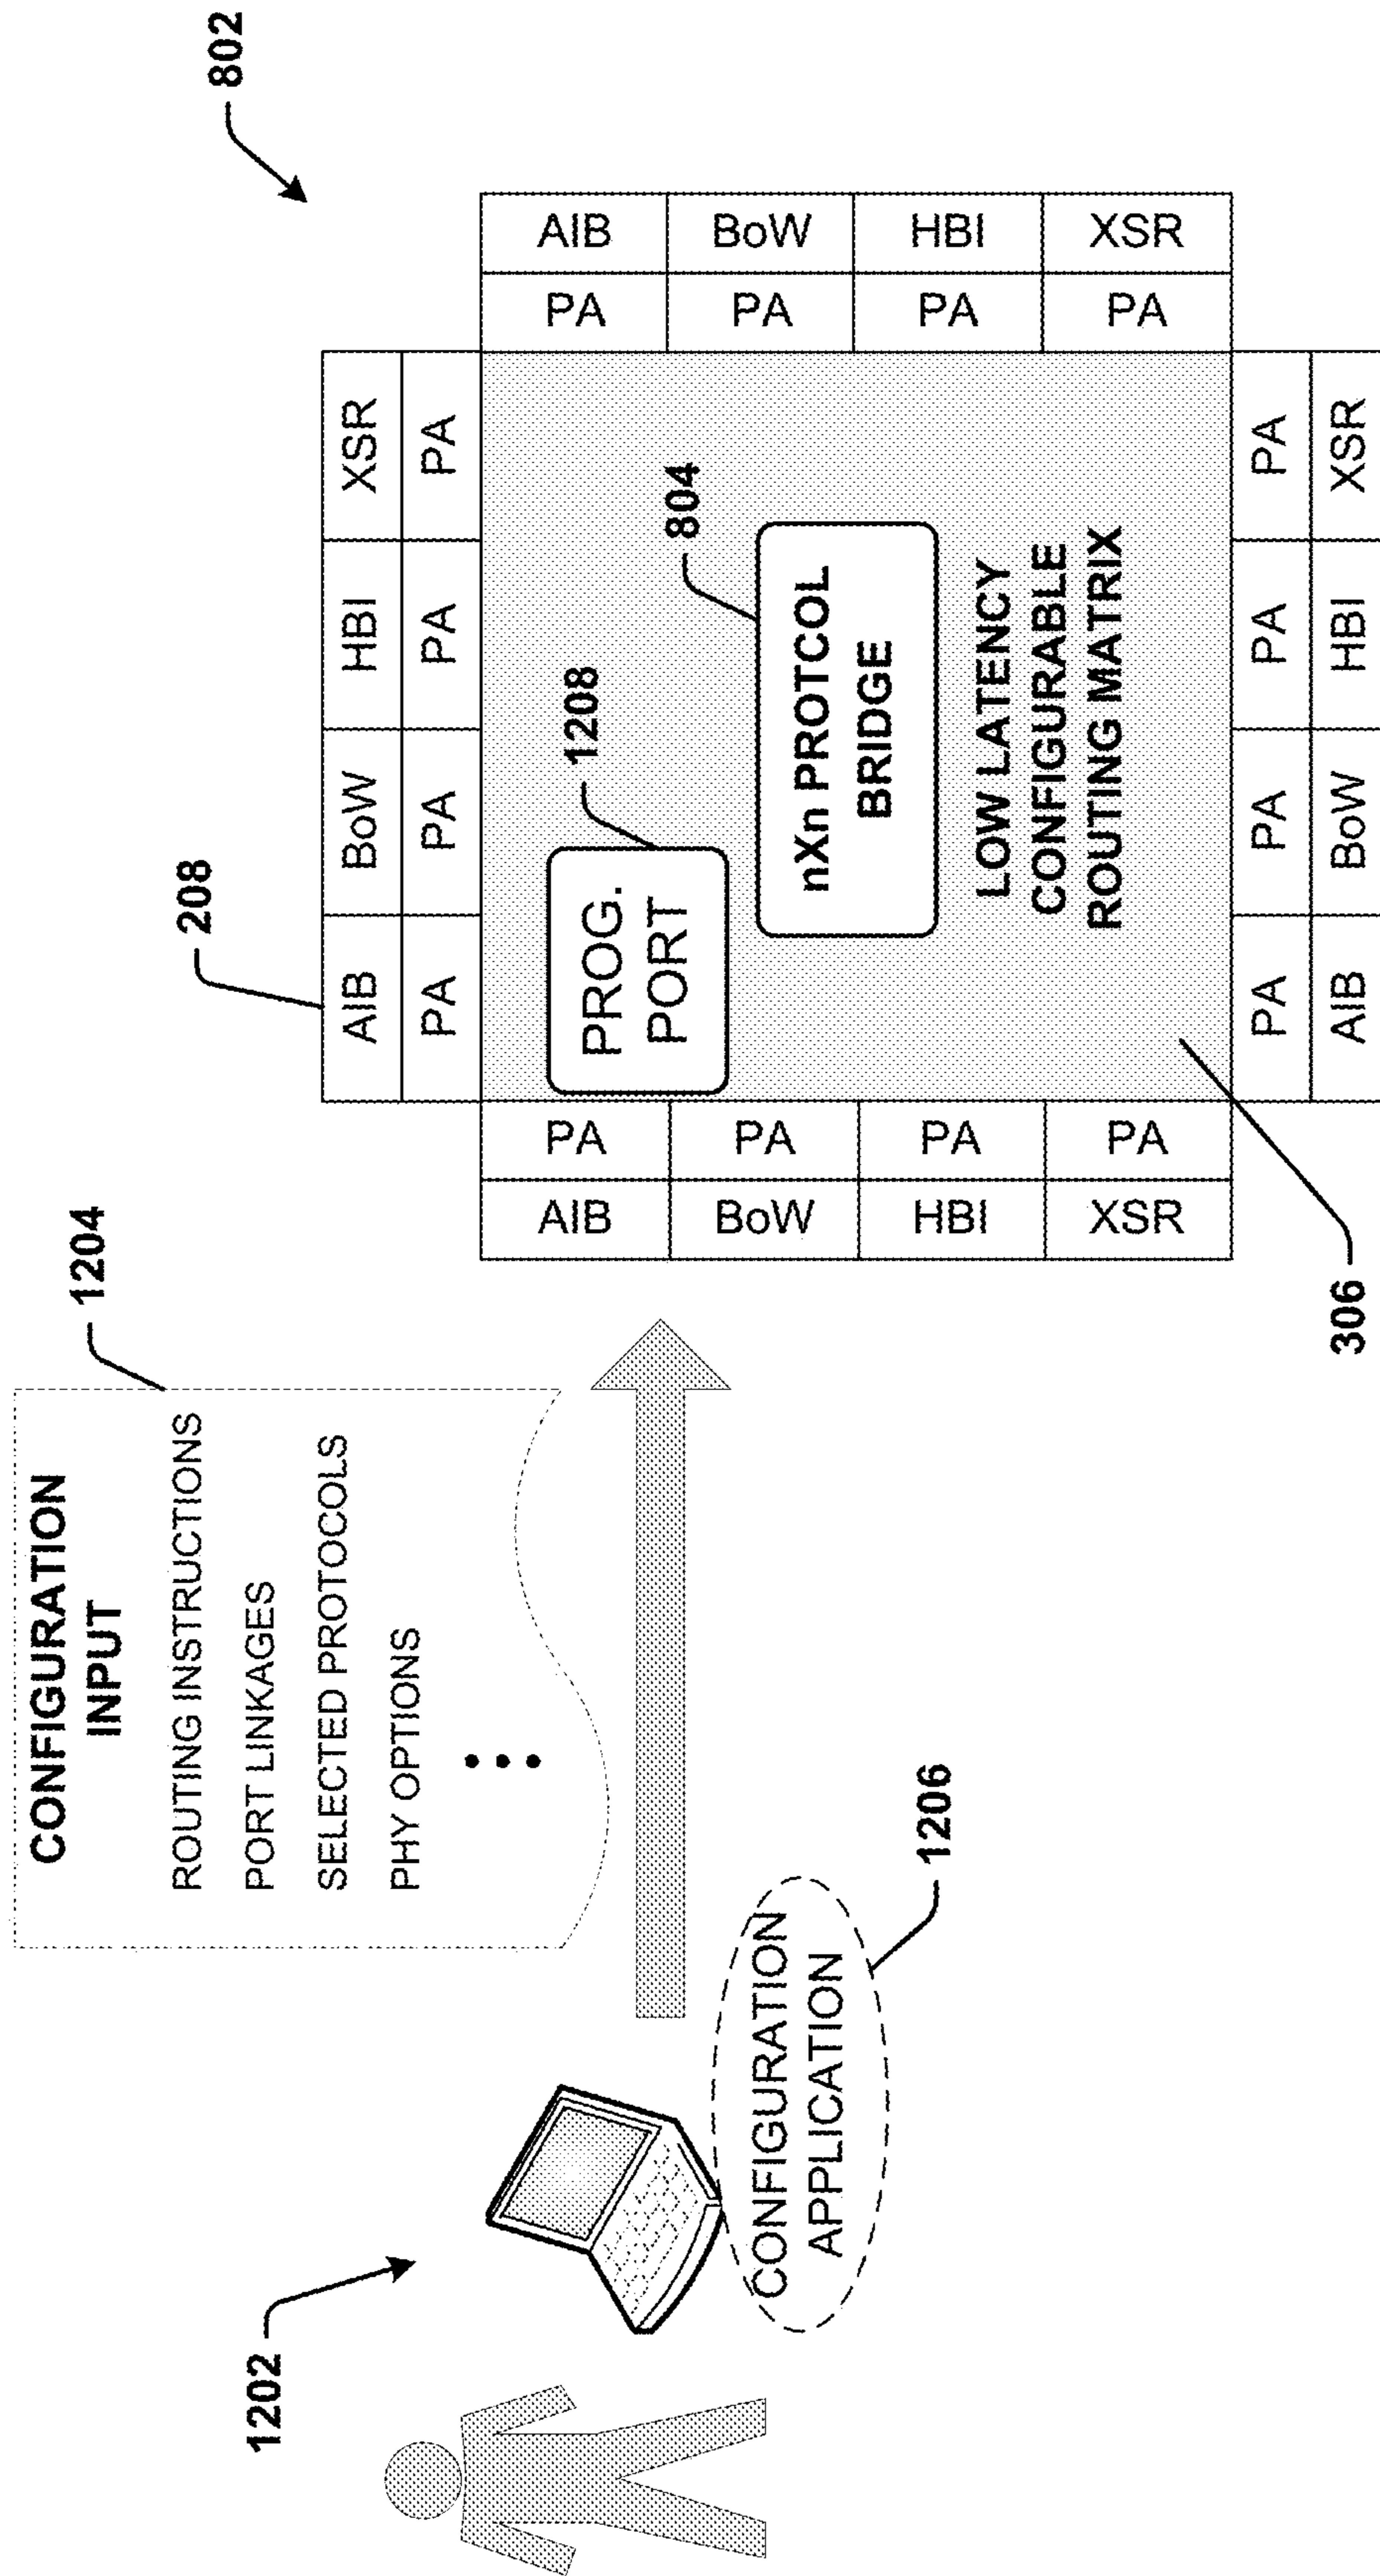 802
1204
CONFIGURATION
INPUT
ROUTING INSTRUCTIONS
PORT LINKAGES
SELECTED PROTOCOLS
PHY OPTIONS
1202
CONFIGURATION
APPLICATION
1206
208
AIB BoW HBI XSR
PA PA PA PA
AIB PA
BoW PA
HBI PA
XSR PA
PROG.
PORT
1208
nXn PROTCOL
BRIDGE
804
LOW LATENCY
CONFIGURABLE
ROUTING MATRIX
PA AIB
PA BoW
PA HBI
PA XSR
PA PA PA PA
AIB BoW HBI XSR
306